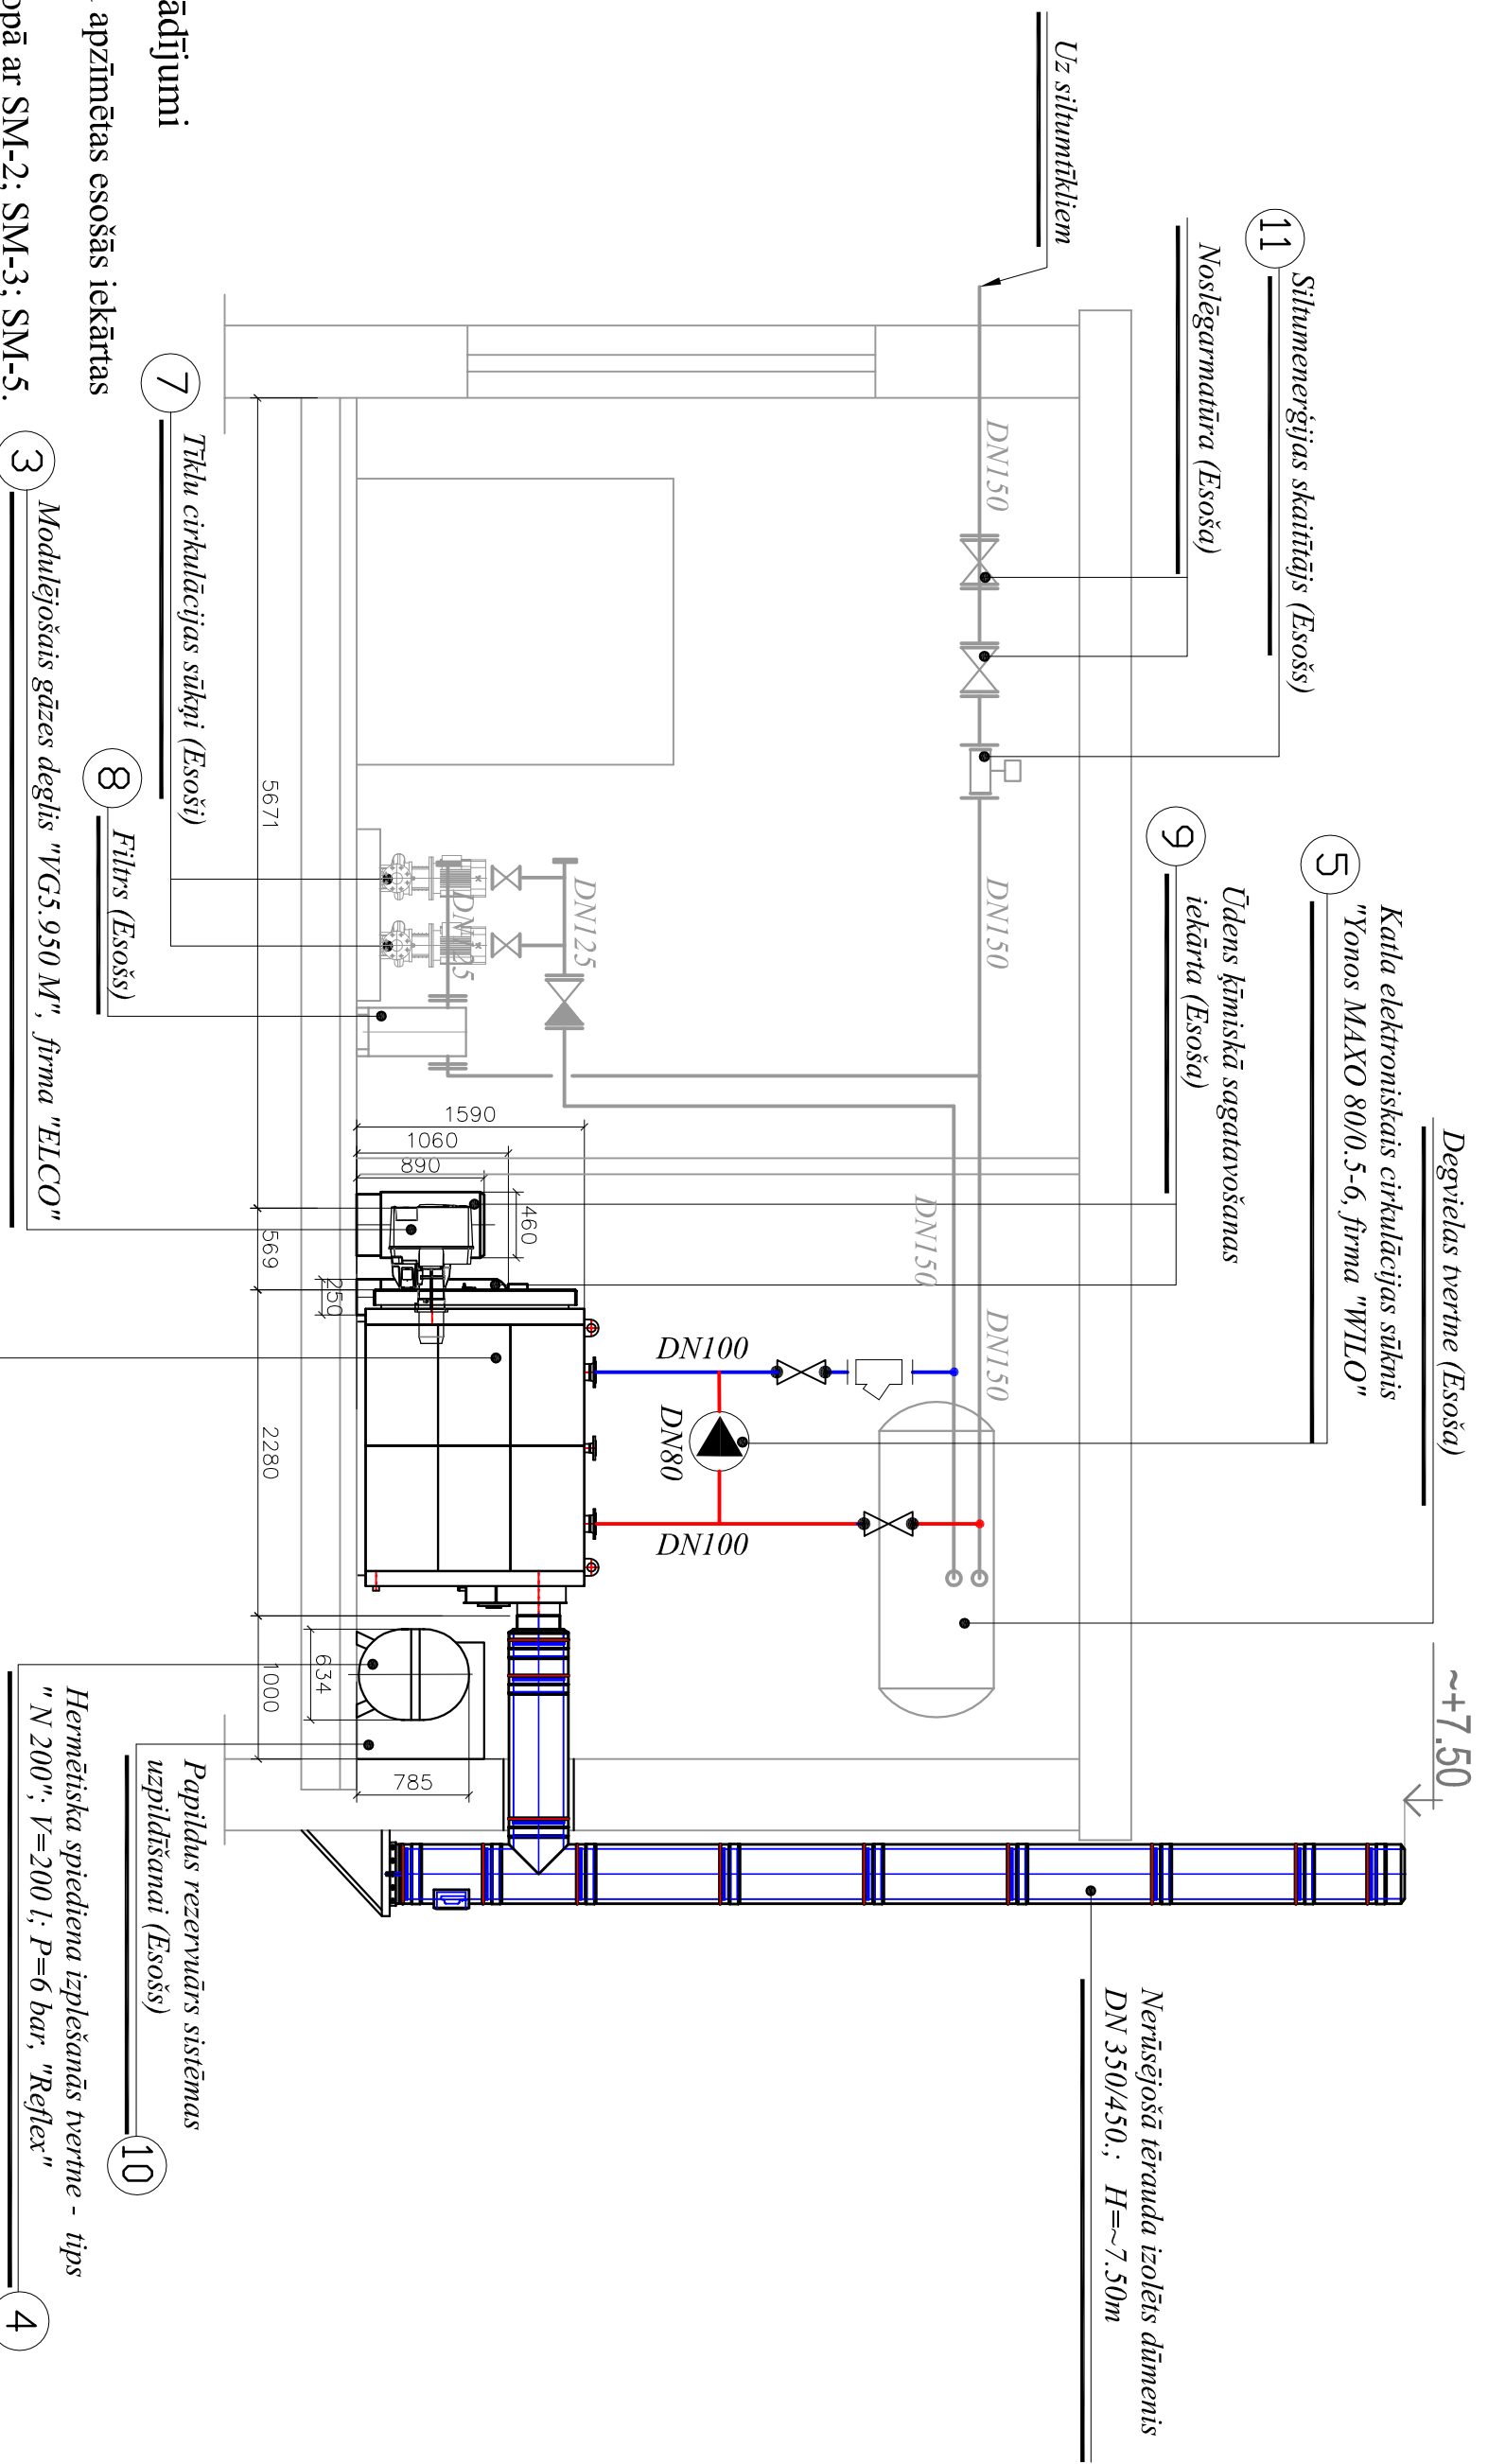 ~+7.50
Degvielas tvertne (Esoša)
5
Katla elektroniskais cirkulācijas sūknis
"Yonos MAXO 80/0.5-6, firma "WILO"
11
Siltumenerģijas skaitītājs (Esošs)
Noslēgarmatūra (Esoša)
9
Ūdens ķīmiskā sagatavošanas
iekārta (Esoša)
Uz siltumtīkliem
Nerūsējošā tērauda izolēts dūmenis
DN 350/450.; H=~7.50m
DN150
DN150
DN150
DN150
DN125
DN125
DN100
DN80
DN100
1590
1060
890
460
250
634
785
5671
569
2280
1000
7
Tīklu cirkulācijas sūkņi (Esoši)
8
Filtrs (Esošs)
3
Modulējošais gāzes deglis "VG5.950 M", firma "ELCO"
Papildus rezervuārs sistēmas
uzpildīšanai (Esošs)
10
Hermētiska spiediena izplešanās tvertne - tips
" N 200"; V=200 l; P=6 bar, "Reflex"
4
ādījumi
apzīmētas esošās iekārtas
opā ar SM-2; SM-3; SM-5.